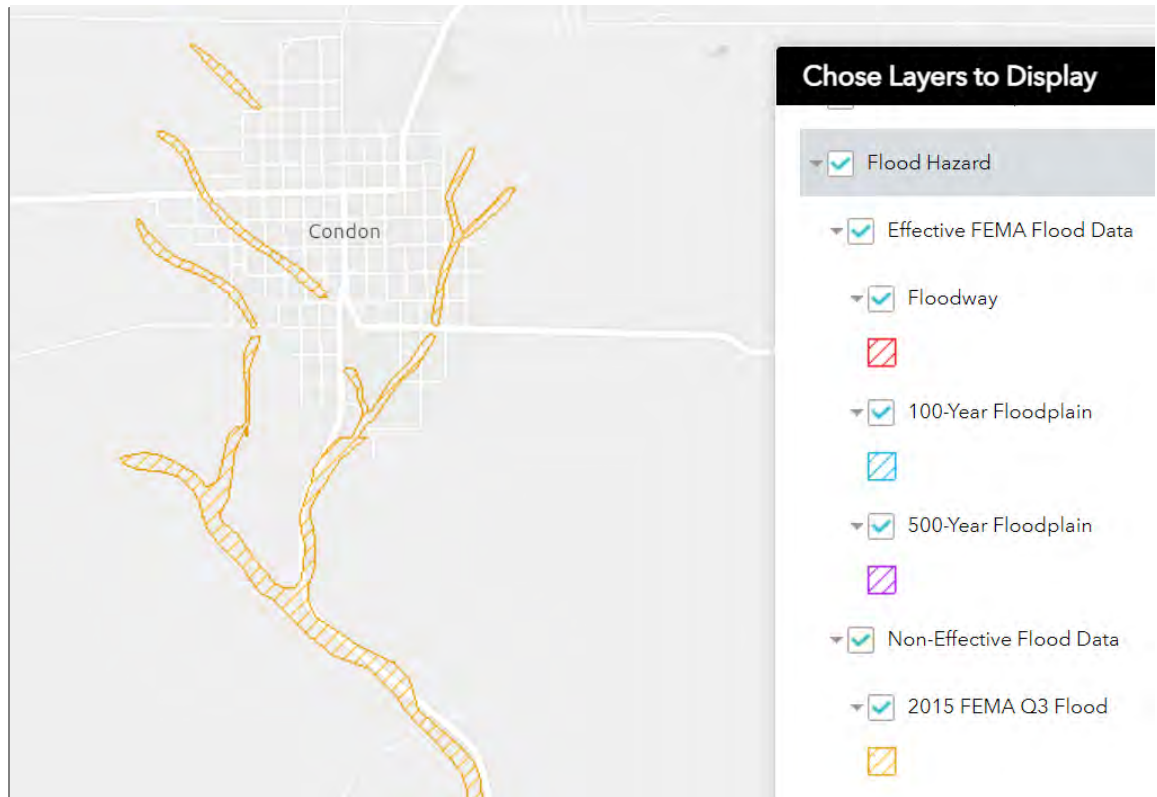 Condon
Chose Layers to Display
Flood Hazard
Effective FEMA Flood Data
Floodway
100-Year Floodplain
500-Year Floodplain
Non-Effective Flood Data
2015 FEMA Q3 Flood